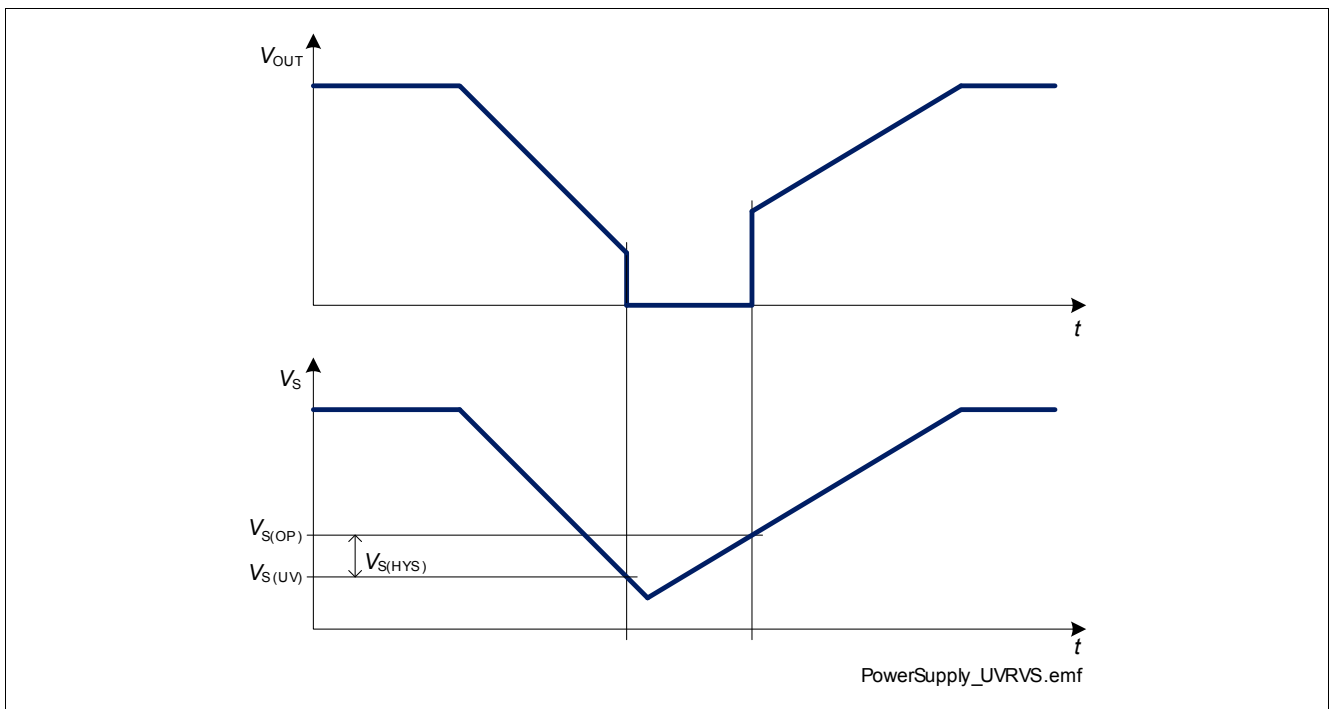 VOUT
t
VS
VS(OP)
VS(HYS)
VS(UV)
t
PowerSupply_UVRVS.emf